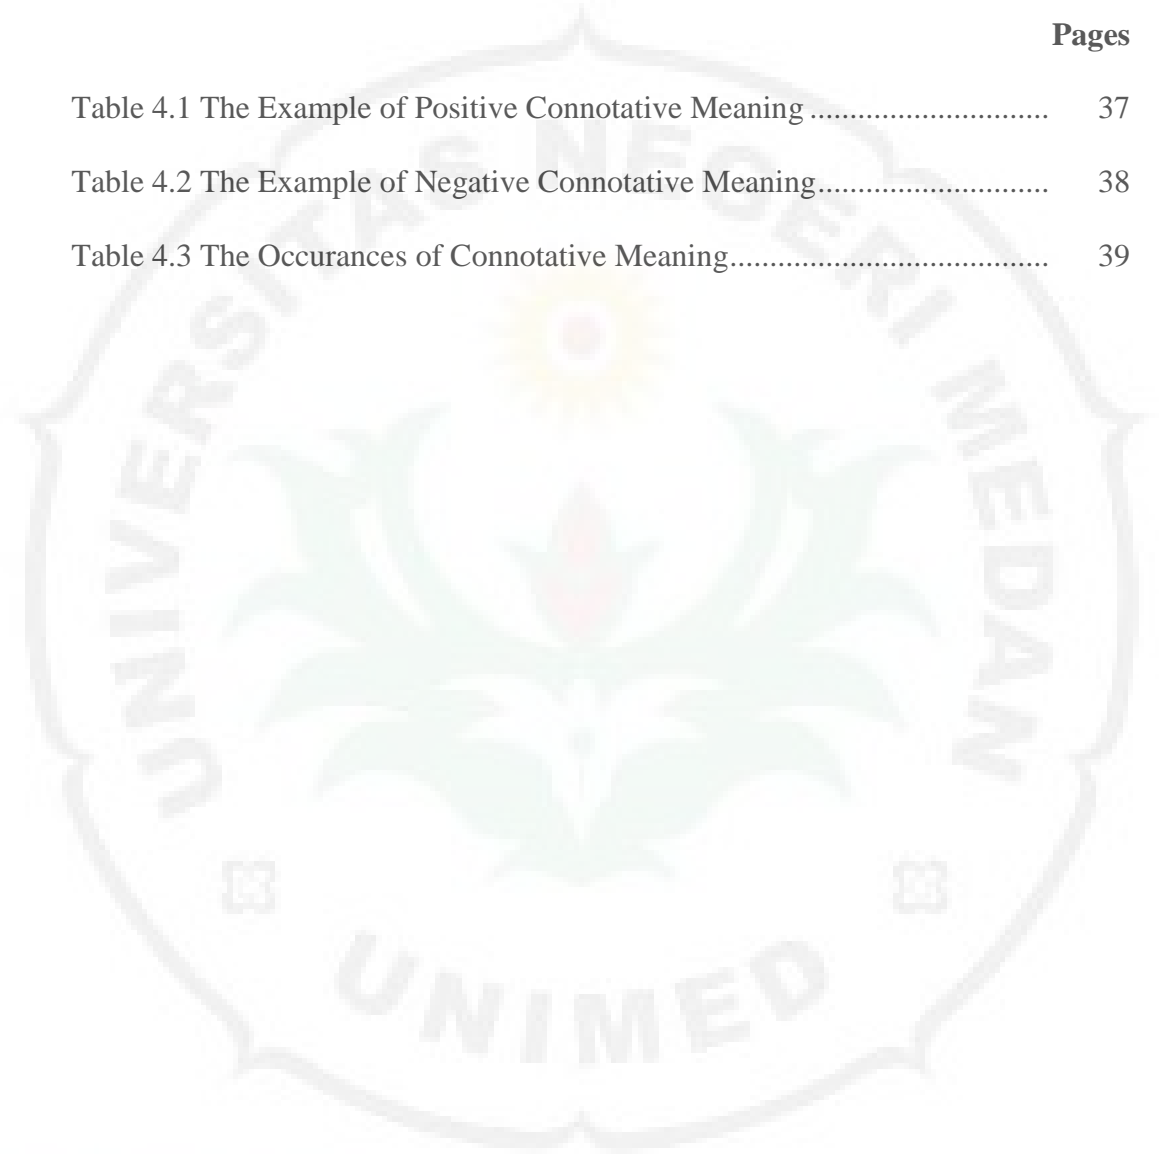 Pages
Table 4.1 The Example of Positive Connotative Meaning .............................. 37
Table 4.2 The Example of Negative Connotative Meaning............................. 38
Table 4.3 The Occurances of Connotative Meaning........................................ 39
UNIVERSITAS NEGERI MEDAN
UNIMED